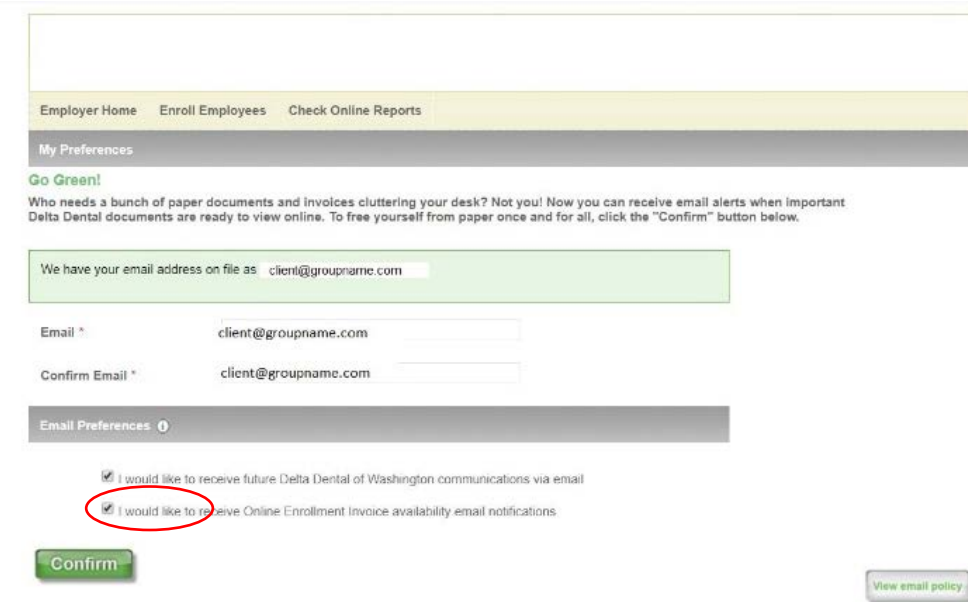 Employer Home Enroll Employees Check Online Reports
My Preferences
Go Green!
Who needs a bunch of paper documents and invoices cluttering your desk? Not you! Now you can receive email alerts when important
Delta Dental documents are ready to view online. To free yourself from paper once and for all, click the "Confirm" button below.
We have your email address on file as client@groupname.com
Email * client@groupname.com
Confirm Email * client@groupname.com
Email Preferences i
I would like to receive future Delta Dental of Washington communications via email
I would like to receive Online Enrollment Invoice availability email notifications
Confirm
View email policy